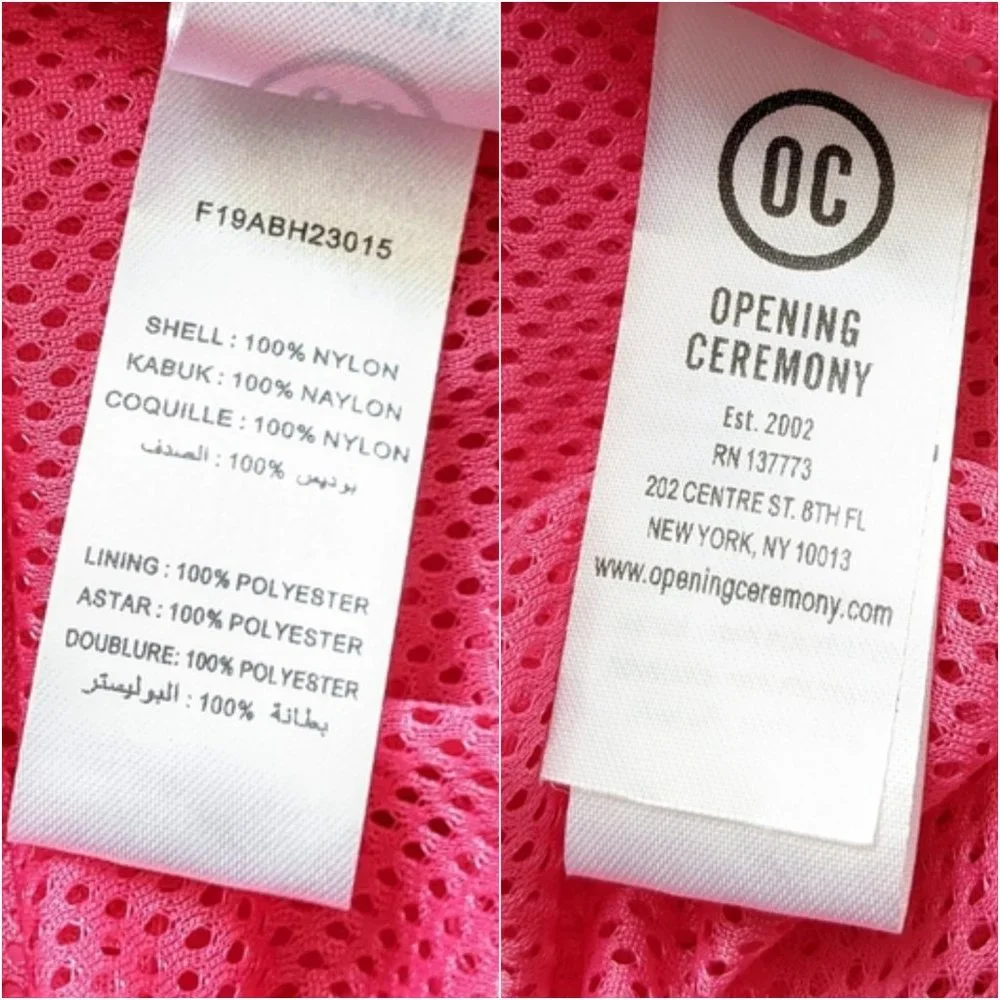 F19ABH23015
SHELL : 100% NYLON
KABUK : 100% NAYLON
COQUILLE : 100% NYLON
الصدف : 100%
LINING : 100% POLYESTER
ASTAR : 100% POLYESTER
DOUBLURE: 100% POLYESTER
بطانة 100% : البوليستر
OC
OPENING
CEREMONY
Est. 2002
RN 137773
202 CENTRE ST. 8TH FL
NEW YORK, NY 10013
www.openingceremony.com